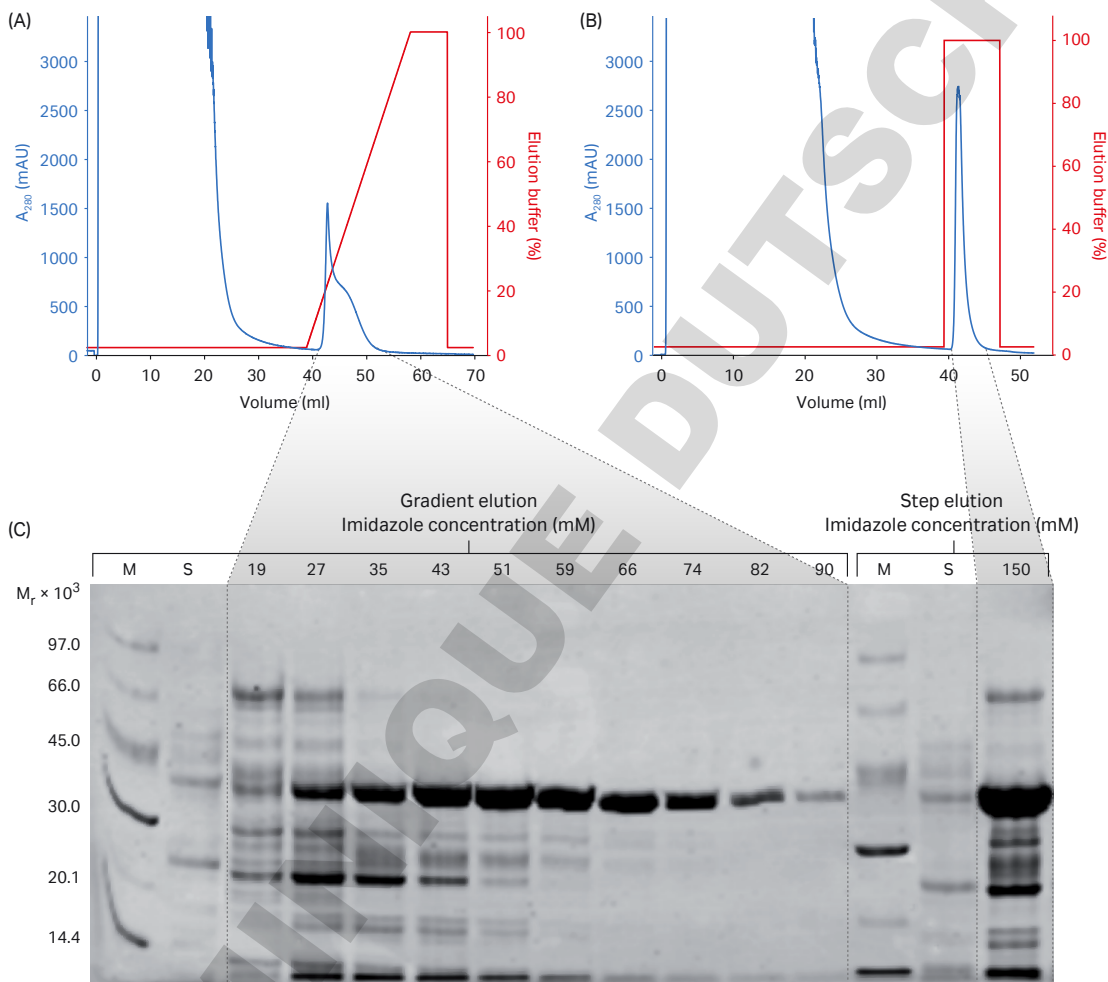 (A)
(B)
A280 (mAU)
3000
2500
2000
1500
1000
500
0
100
80
60
40
20
0
Elution buffer (%)
0 10 20 30 40 50 60 70
Volume (ml)
A280 (mAU)
3000
2500
2000
1500
1000
500
0
100
80
60
40
20
0
Elution buffer (%)
0 10 20 30 40 50
Volume (ml)
Gradient elution
Imidazole concentration (mM)
Step elution
Imidazole concentration (mM)
(C)
M S 19 27 35 43 51 59 66 74 82 90 M S 150
Mr × 10³
97.0
66.0
45.0
30.0
20.1
14.4
DUTSC